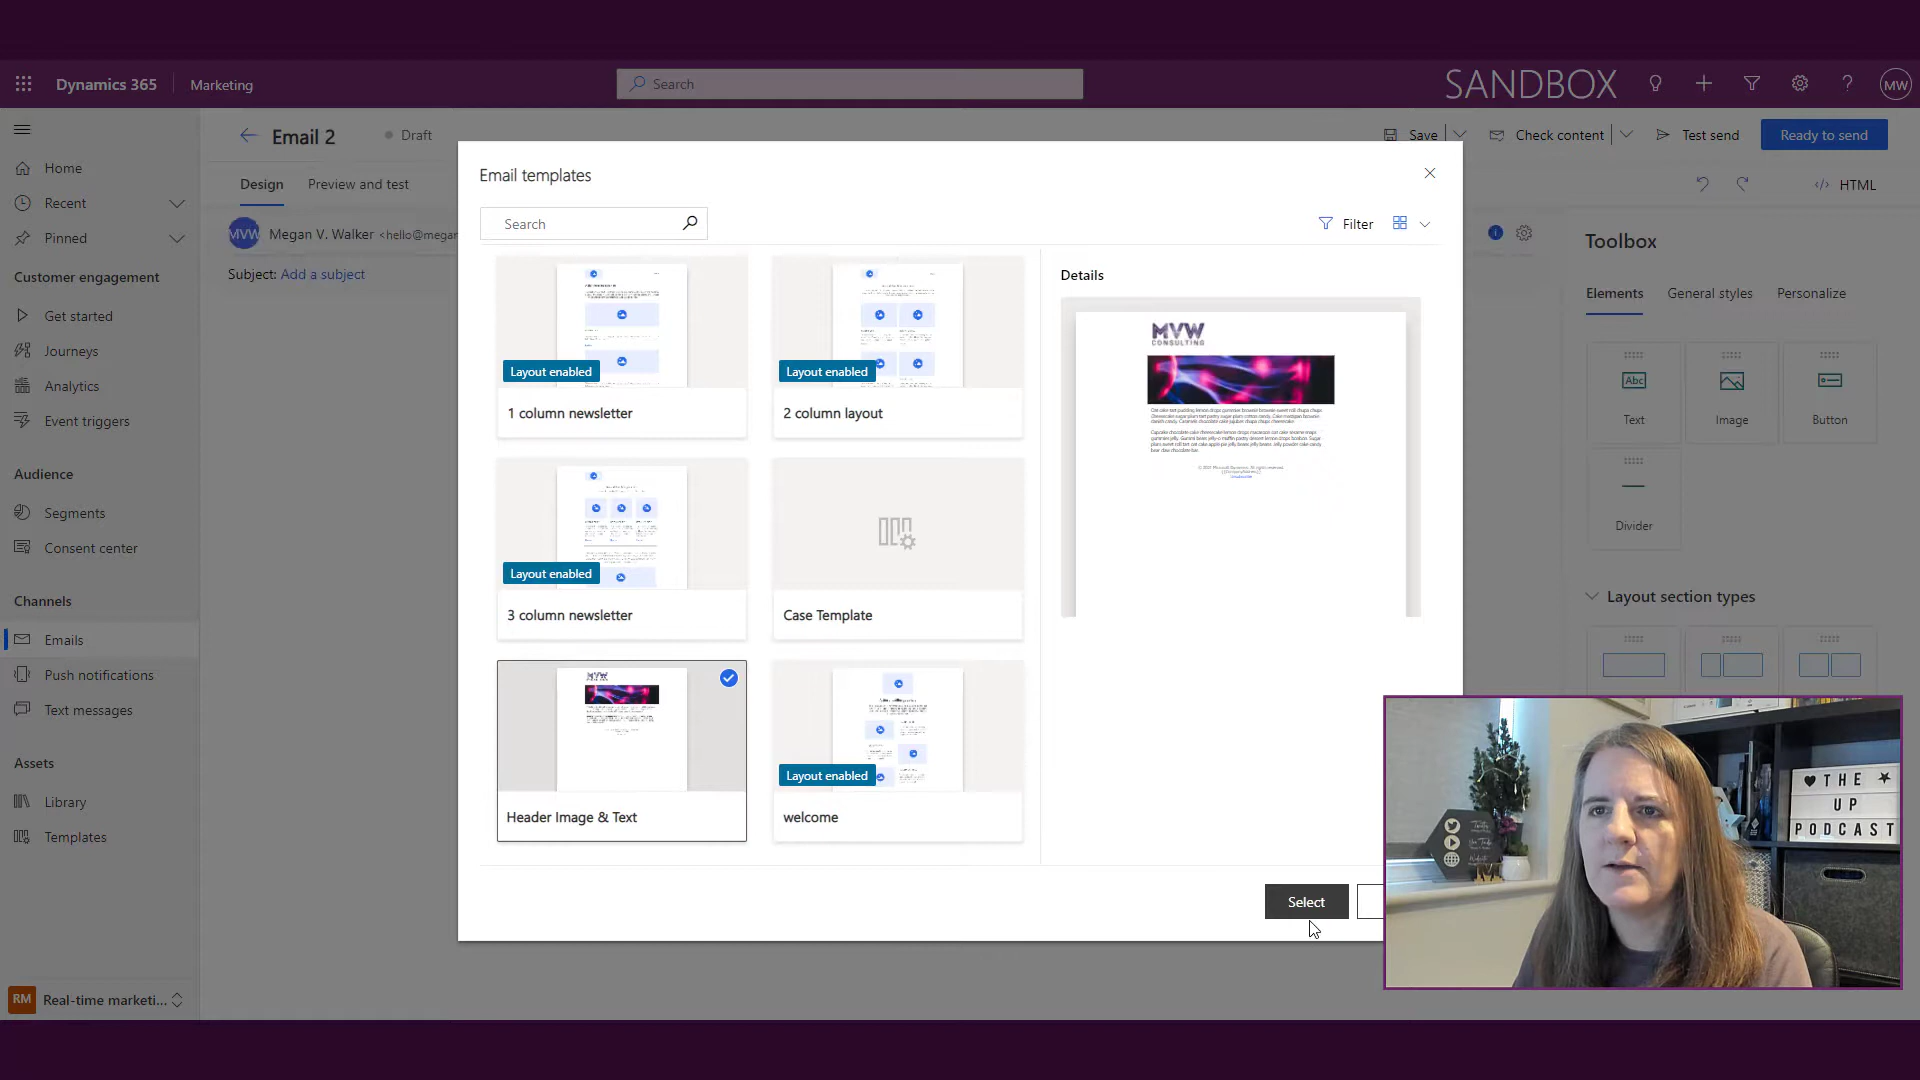 Dynamics 365
Marketing
Search
SANDBOX
MW
Email 2
Draft
Save
Check content
Test send
Ready to send
Home
Recent
Pinned
Customer engagement
Get started
Journeys
Analytics
Event triggers
Audience
Segments
Consent center
Channels
Emails
Push notifications
Text messages
Assets
Library
Templates
RM
Real-time marketi...
Design
Preview and test
HTML
MVW
Megan V. Walker <hello@megan
Subject: Add a subject
Email templates
Search
Filter
Layout enabled
1 column newsletter
Layout enabled
2 column layout
Layout enabled
3 column newsletter
Case Template
MVW
Header Image & Text
Layout enabled
welcome
Details
MVW
CONSULTING
Select
Toolbox
Elements
General styles
Personalize
Abc
Text
Image
Button
Divider
Layout section types
THE
UP
PODCAST